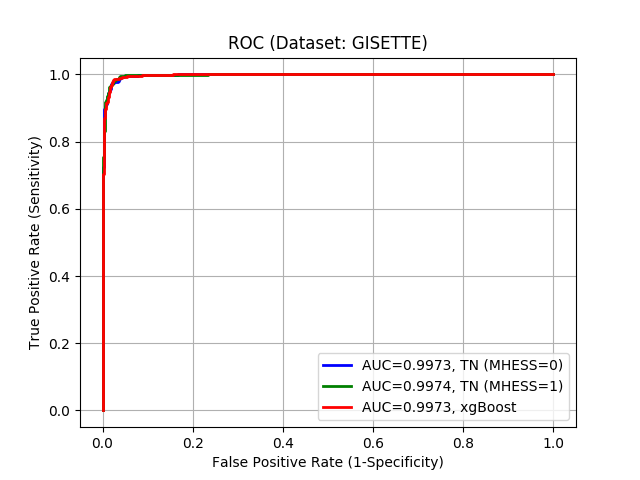 ROC (Dataset: GISETTE)
True Positive Rate (Sensitivity)
1.0
0.8
0.6
0.4
0.2
0.0
AUC=0.9973, TN (MHESS=0)
AUC=0.9974, TN (MHESS=1)
AUC=0.9973, xgBoost
0.0 0.2 0.4 0.6 0.8 1.0
False Positive Rate (1-Specificity)